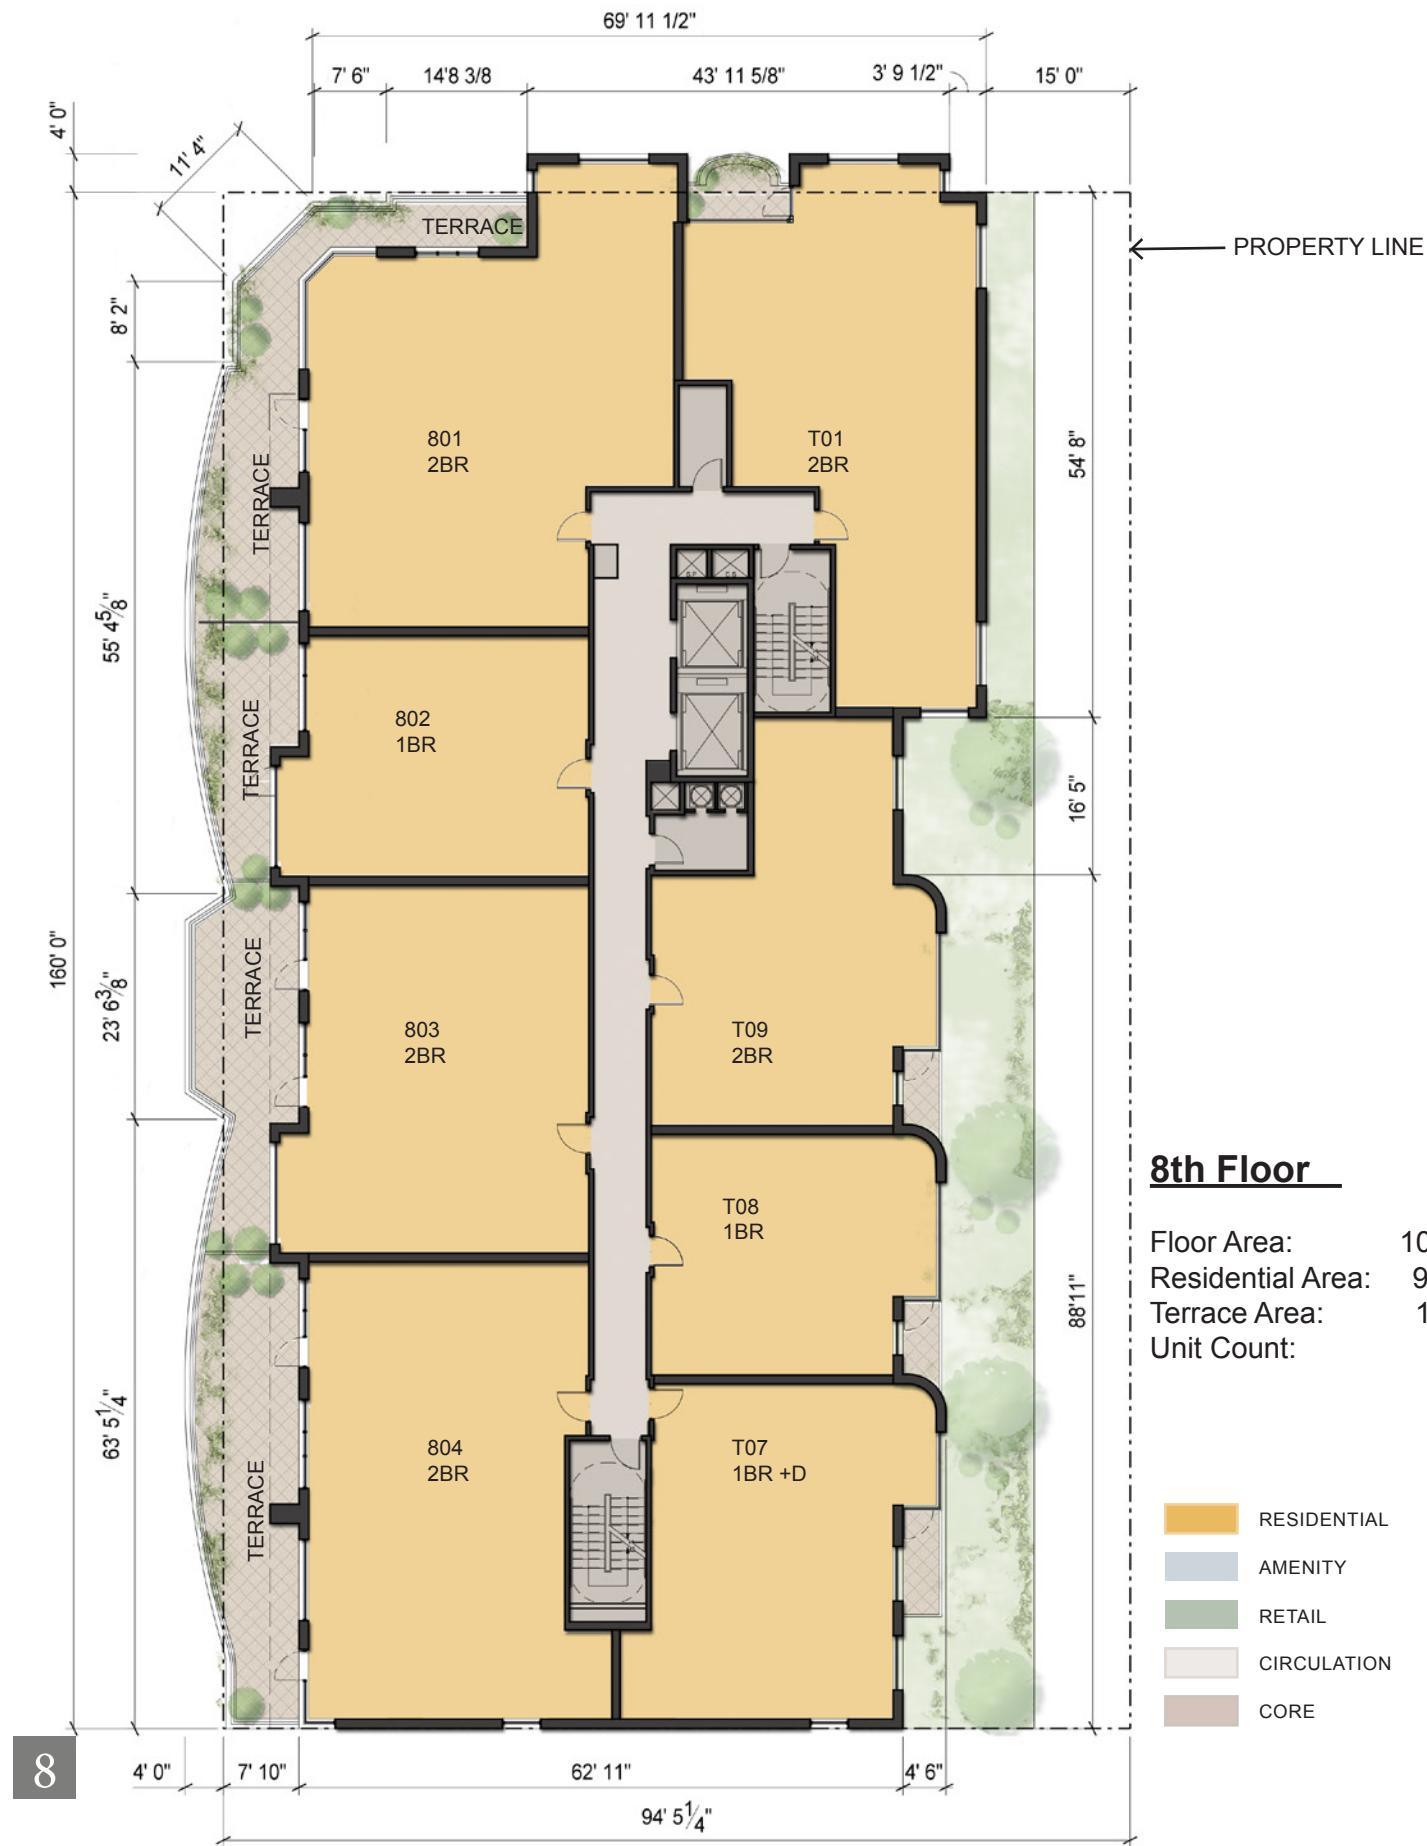 69' 11 1/2"
7' 6"
14'8 3/8
43' 11 5/8"
3' 9 1/2"
15' 0"
4' 0"
11' 4"
TERRACE
PROPERTY LINE
8' 2"
801
2BR
T01
2BR
54' 8"
TERRACE
55' 4 5/8"
802
1BR
TERRACE
16' 5"
160' 0"
23' 6 3/8"
TERRACE
803
2BR
T09
2BR
8th Floor
T08
1BR
Floor Area: 10
Residential Area: 9
Terrace Area: 1
Unit Count:
88'11"
63' 5 1/4"
804
2BR
T07
1BR +D
TERRACE
RESIDENTIAL
AMENITY
RETAIL
CIRCULATION
CORE
8
4' 0"
7' 10"
62' 11"
4' 6"
94' 5 1/4"